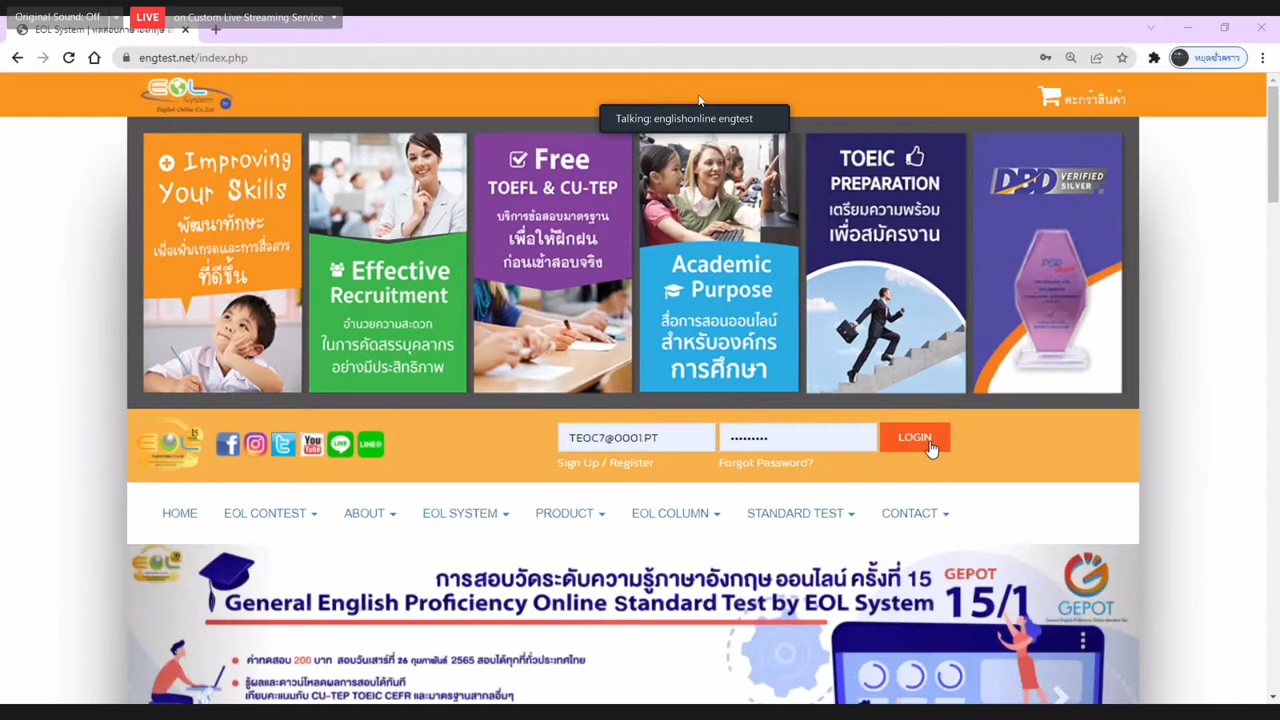 Original Sound: Off
LIVE
on Custom Live Streaming Service
EOL System |
engtest.net/index.php
หยุดชั่วคราว
EOL System
English Online Co.,Ltd
ตะกร้าสินค้า
Talking: englishonline engtest
Improving
Your Skills
พัฒนาทักษะ
เพื่อเพิ่มเกรดและการสื่อสาร
ที่ดีขึ้น
Effective
Recruitment
อำนวยความสะดวก
ในการคัดสรรบุคลากร
อย่างมีประสิทธิภาพ
Free
TOEFL & CU-TEP
บริการข้อสอบมาตรฐาน
เพื่อให้ฝึกฝน
ก่อนเข้าสอบจริง
Academic
Purpose
สื่อการสอนออนไลน์
สำหรับองค์กร
การศึกษา
TOEIC
PREPARATION
เตรียมความพร้อม
เพื่อสมัครงาน
DBD VERIFIED
SILVER
EOL
You
Tube
LINE
LINE@
TEOC7@0001.PT
•••••••••
LOGIN
Sign Up / Register
Forgot Password?
HOME
EOL CONTEST
ABOUT
EOL SYSTEM
PRODUCT
EOL COLUMN
STANDARD TEST
CONTACT
EOL
การสอบวัดระดับความรู้ภาษาอังกฤษ ออนไลน์ ครั้งที่ 15
General English Proficiency Online Standard Test by EOL System
GEPOT
15/1
GEPOT
ค่าทดสอบ 200 บาท สอบวันเสาร์ที่ 26 กุมภาพันธ์ 2565 สอบได้ทุกที่ทั่วประเทศไทย
รู้ผลและดาวน์โหลดผลการสอบได้ทันที
เทียบคะแนนกับ CU-TEP TOEIC CEFR และมาตรฐานสากลอื่นๆ